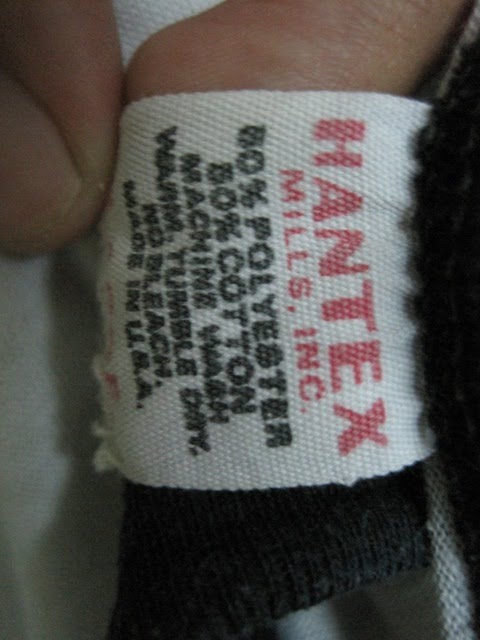 HANTEX
MILLS, INC.
50% POLYESTER
50% COTTON
MACHINE WASH
WARM TUMBLE DRY.
NO BLEACH.
MADE IN U.S.A.